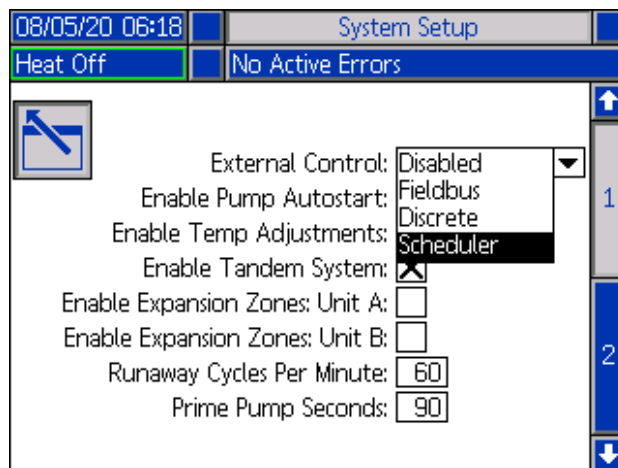 08/05/20 06:18 System Setup
Heat Off No Active Errors
External Control: Disabled
Fieldbus
Enable Pump Autostart:
Discrete
Enable Temp Adjustments:
Scheduler
Enable Tandem System:
Enable Expansion Zones: Unit A:
Enable Expansion Zones: Unit B:
Runaway Cycles Per Minute: 60
Prime Pump Seconds: 90
1
2